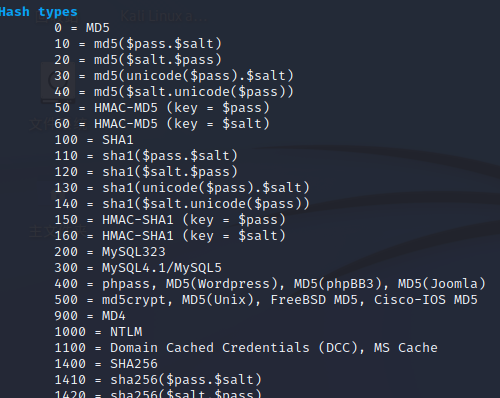 Hash types
0 = MD5
10 = md5($pass.$salt)
20 = md5($salt.$pass)
30 = md5(unicode($pass).$salt)
40 = md5($salt.unicode($pass))
50 = HMAC-MD5 (key = $pass)
60 = HMAC-MD5 (key = $salt)
100 = SHA1
110 = sha1($pass.$salt)
120 = sha1($salt.$pass)
130 = sha1(unicode($pass).$salt)
140 = sha1($salt.unicode($pass))
150 = HMAC-SHA1 (key = $pass)
160 = HMAC-SHA1 (key = $salt)
200 = MySQL323
300 = MySQL4.1/MySQL5
400 = phpass, MD5(Wordpress), MD5(phpBB3), MD5(Joomla)
500 = md5crypt, MD5(Unix), FreeBSD MD5, Cisco-IOS MD5
900 = MD4
1000 = NTLM
1100 = Domain Cached Credentials (DCC), MS Cache
1400 = SHA256
1410 = sha256($pass.$salt)
1420 = sha256($salt.$pass)